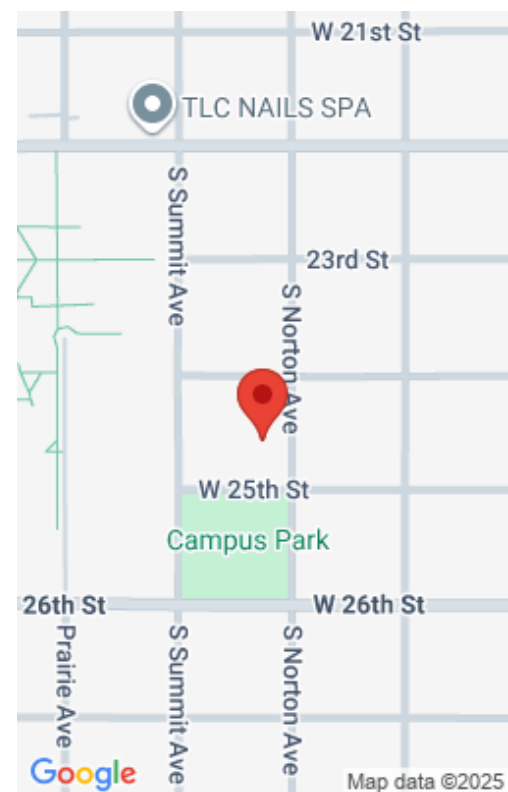 W 21st St
TLC NAILS SPA
S Summit Ave
23rd St
S Norton Ave
W 25th St
Campus Park
26th St
W 26th St
Prairie Ave
S Summit Ave
S Norton Ave
Google
Map data ©2025